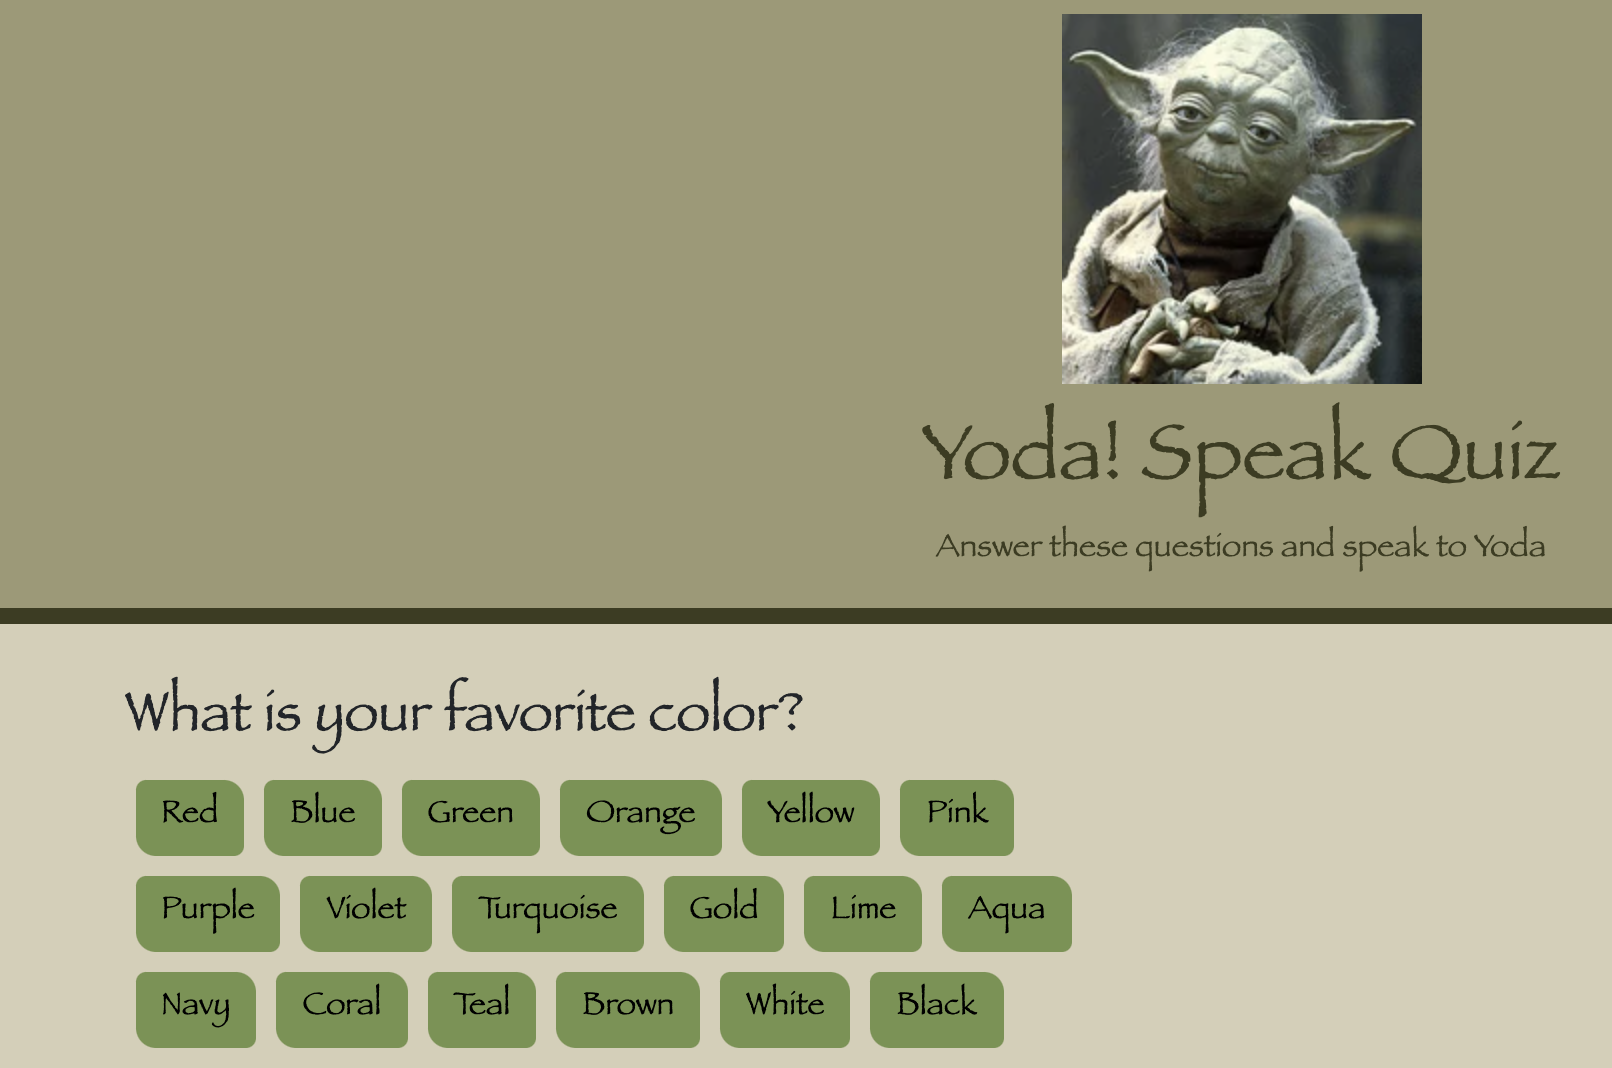 Yoda! Speak Quiz
Answer these questions and speak to Yoda
What is your favorite color?
Red Blue Green Orange Yellow Pink
Purple Violet Turquoise Gold Lime Aqua
Navy Coral Teal Brown White Black